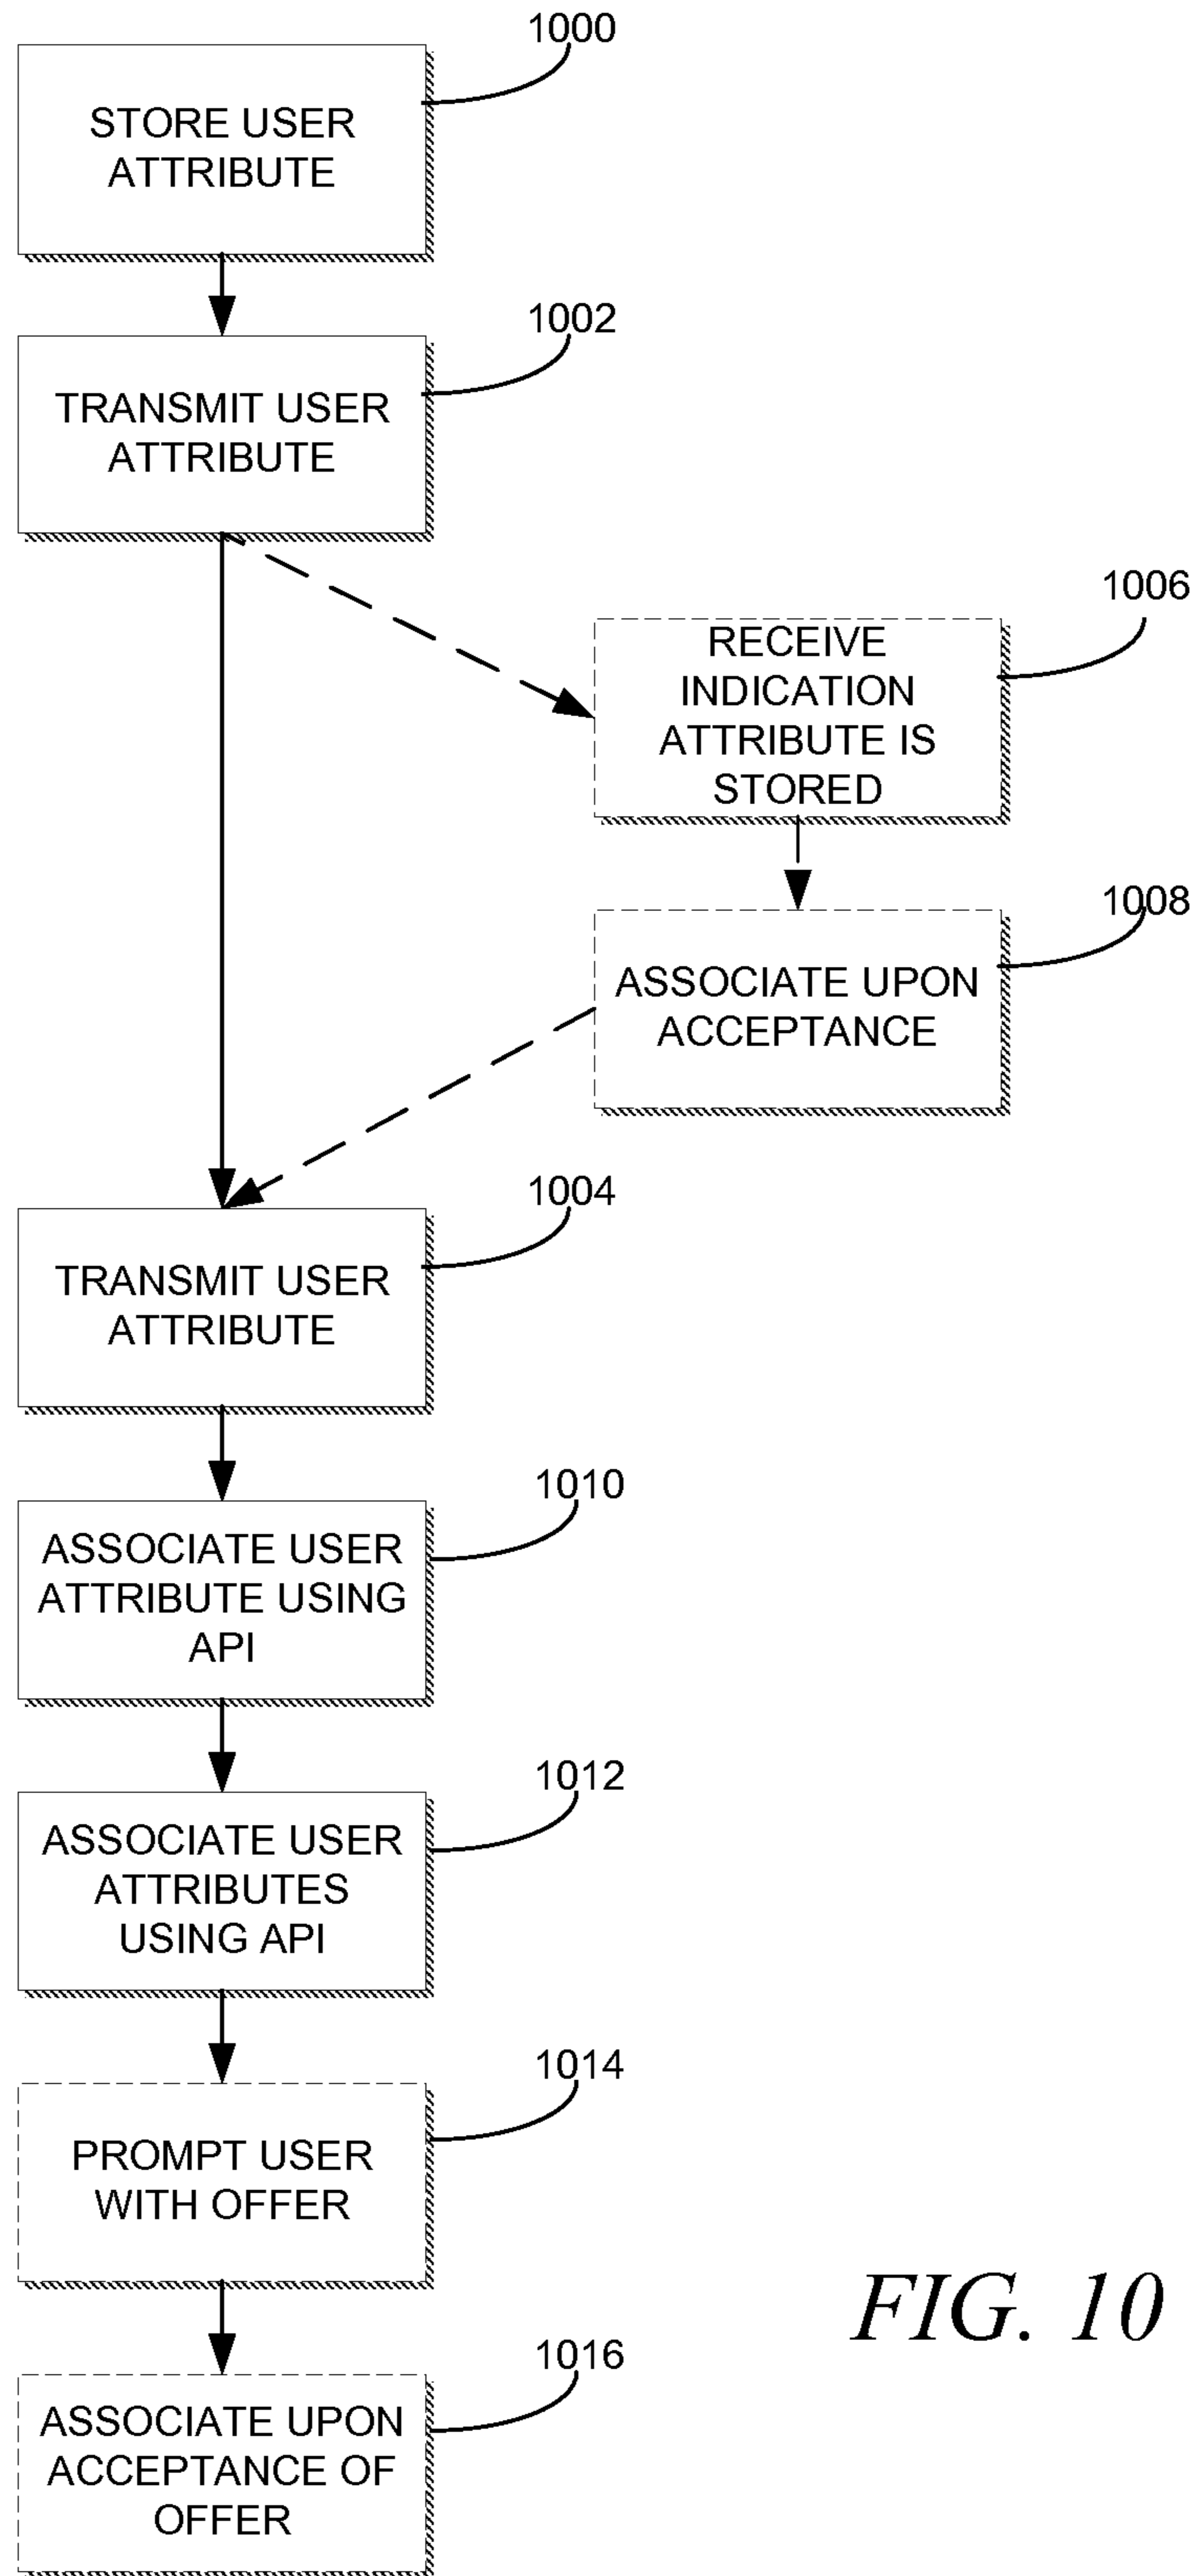 1000
STORE USER
ATTRIBUTE
1002
TRANSMIT USER
ATTRIBUTE
1006
RECEIVE
INDICATION
ATTRIBUTE IS
STORED
1008
ASSOCIATE UPON
ACCEPTANCE
1004
TRANSMIT USER
ATTRIBUTE
1010
ASSOCIATE USER
ATTRIBUTE USING
API
1012
ASSOCIATE USER
ATTRIBUTES
USING API
1014
PROMPT USER
WITH OFFER
1016
ASSOCIATE UPON
ACCEPTANCE OF
OFFER
FIG. 10